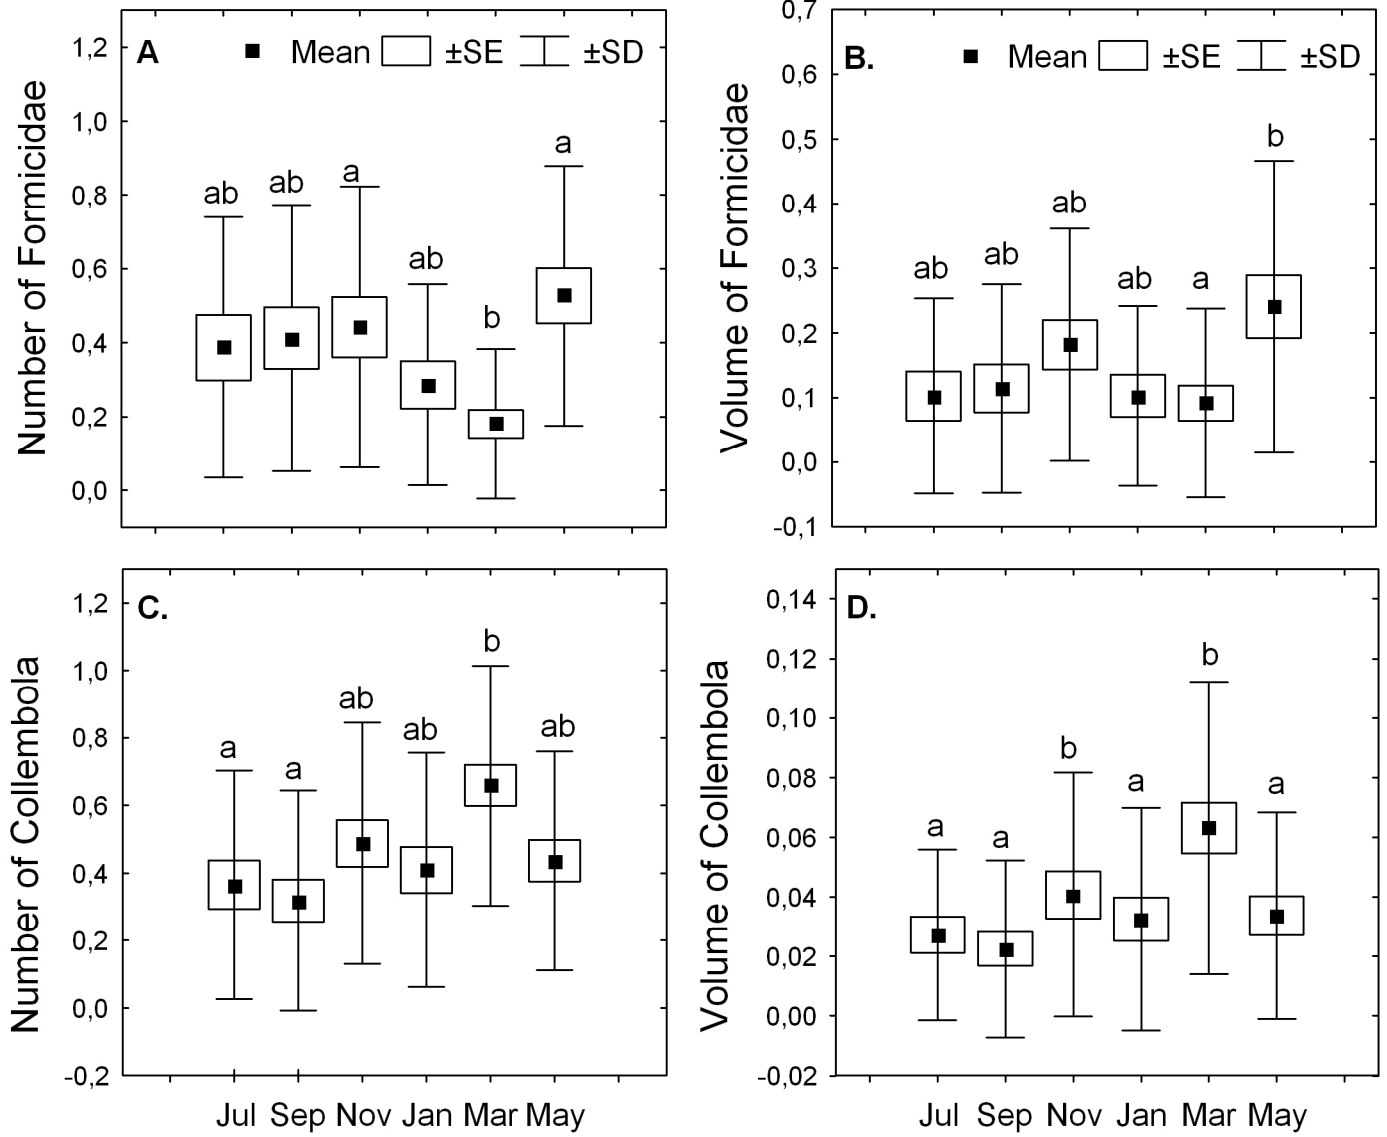 A
Mean ±SE ±SD
1,2
1,0
0,8
0,6
0,4
0,2
0,0
Number of Formicidae
ab
ab
a
ab
b
a
B.
Mean ±SE ±SD
0,7
0,6
0,5
0,4
0,3
0,2
0,1
0,0
-0,1
Volume of Formicidae
ab
ab
ab
ab
a
b
C.
1,2
1,0
0,8
0,6
0,4
0,2
0,0
-0,2
Number of Collembola
a
a
ab
ab
b
ab
Jul Sep Nov Jan Mar May
D.
0,14
0,12
0,10
0,08
0,06
0,04
0,02
0,00
-0,02
Volume of Collembola
a
a
b
a
b
a
Jul Sep Nov Jan Mar May